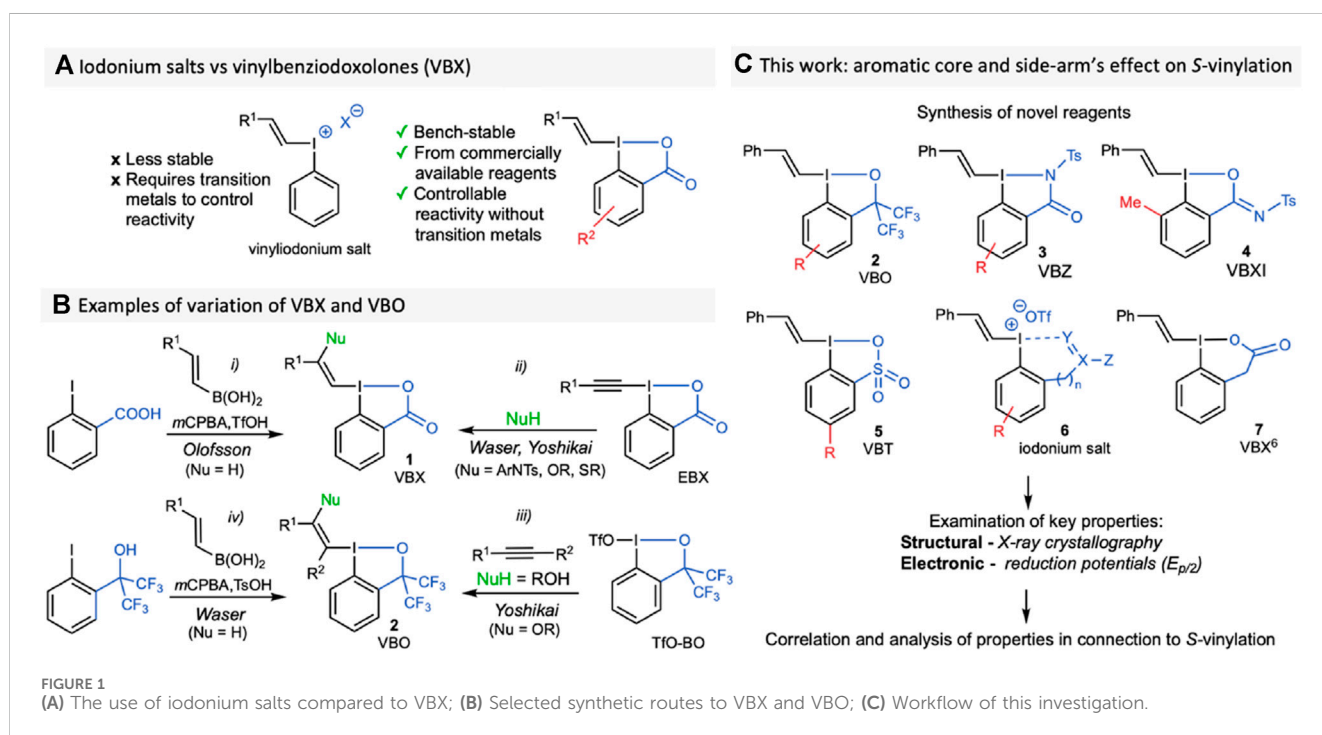 A Iodonium salts vs vinylbenziodoxolones (VBX)
R1
X⊖
I
⊕
x Less stable
x Requires transition
metals to control
reactivity
vinyliodonium salt
✓ Bench-stable
✓ From commercially
available reagents
✓ Controllable
reactivity without
transition metals
R1
I
O
O
R2
B Examples of variation of VBX and VBO
I
COOH
R1
i)
B(OH)2
mCPBA,TfOH
Olofsson
(Nu = H)
Nu
R1
I
O
O
1
VBX
ii)
NuH
Waser, Yoshikai
(Nu = ArNTs, OR, SR)
R1
I
O
O
EBX
I
OH
CF3
CF3
R1
iv)
B(OH)2
mCPBA,TsOH
Waser
(Nu = H)
Nu
R1
R2
I
O
CF3
CF3
2
VBO
iii)
R1
R2
NuH = ROH
Yoshikai
(Nu = OR)
TfO-I
O
CF3
CF3
TfO-BO
C This work: aromatic core and side-arm's effect on S-vinylation
Synthesis of novel reagents
Ph
I
O
CF3
CF3
R
2
VBO
Ph
I
N
Ts
O
R
3
VBZ
Ph
I
O
Me
N
Ts
4
VBXI
Ph
I
O
S
O
O
R
5
VBT
Ph
I
⊕
⊖OTf
Y
X-Z
n
R
6
iodonium salt
Ph
I
O
O
7
VBX6
Examination of key properties:
Structural - X-ray crystallography
Electronic - reduction potentials (Ep/2)
Correlation and analysis of properties in connection to S-vinylation
FIGURE 1
(A) The use of iodonium salts compared to VBX; (B) Selected synthetic routes to VBX and VBO; (C) Workflow of this investigation.